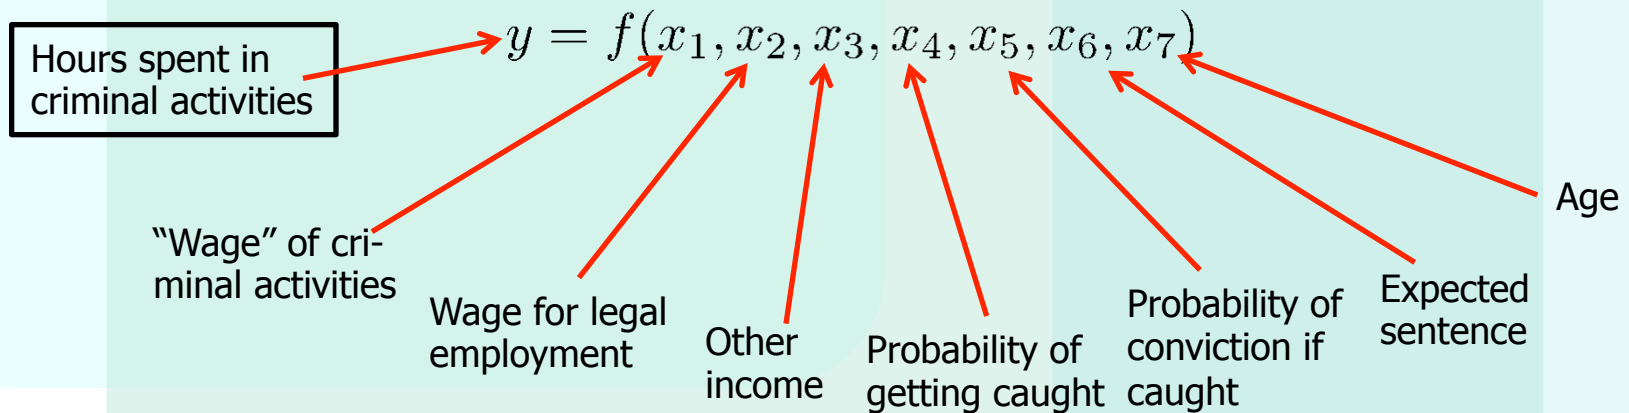 y = f(x₁, x₂, x₃, x₄, x₅, x₆, x₇)
Hours spent in
criminal activities
“Wage” of cri-
minal activities
Wage for legal
employment
Other
income
Probability of
getting caught
Probability of
conviction if
caught
Expected
sentence
Age